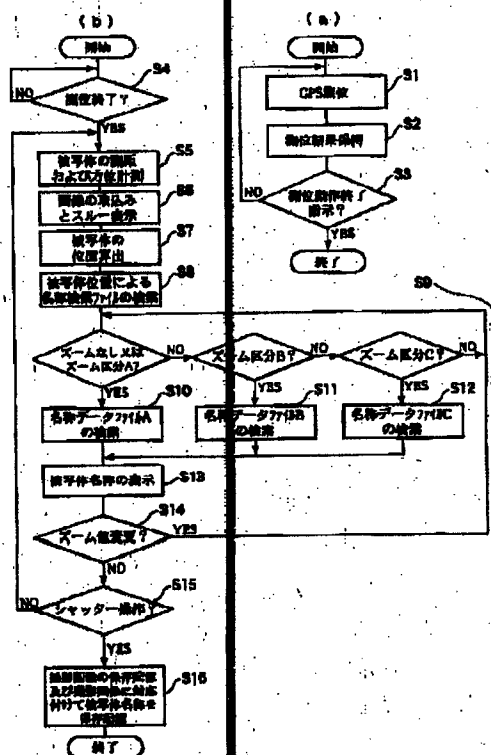 (b)
開始
S4
測位終了?
NO
YES
S5
被写体の測距
および方位計測
S6
画像の取込み
とスルー表示
S7
被写体の
位置算出
S8
被写体位置による
名称検索ファイルの検索
S9
ズームなし又は
ズーム区分A?
NO
ズーム区分B?
NO
ズーム区分C?
NO
YES
YES
YES
S10
名称データファイルA
の検索
S11
名称データファイルB
の検索
S12
名称データファイルC
の検索
S13
被写体名称の表示
S14
ズーム値変更?
YES
NO
S15
シャッター操作?
NO
YES
S16
撮影画像の保存記憶
及び撮影画像に対応
付けて被写体名称を
保存記憶
終了
(a)
開始
S1
GPS測位
S2
測位結果保持
S3
測位動作終了
指示?
NO
YES
終了